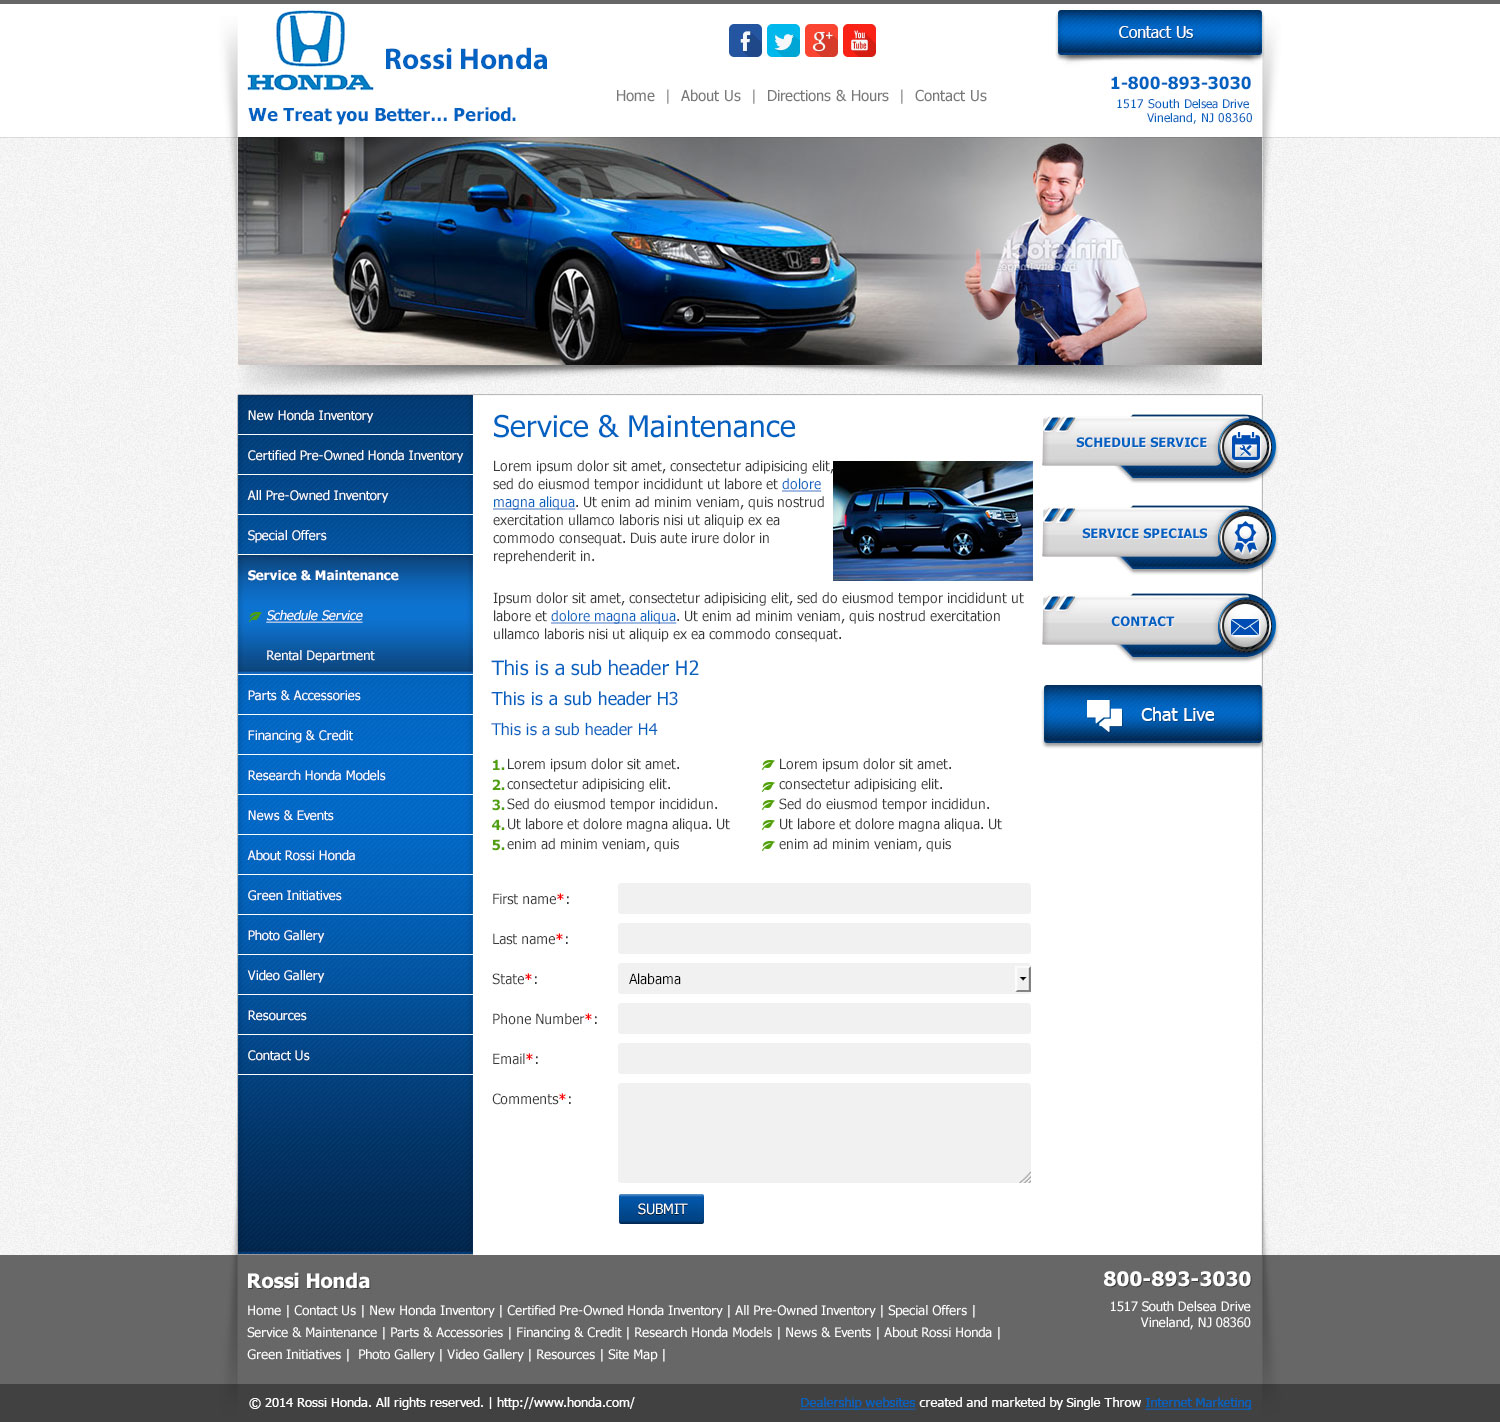 HONDA
Rossi Honda
We Treat you Better... Period.
f
g+
You
Tube
Home | About Us | Directions & Hours | Contact Us
Contact Us
1-800-893-3030
1517 South Delsea Drive
Vineland, NJ 08360
New Honda Inventory
Certified Pre-Owned Honda Inventory
All Pre-Owned Inventory
Special Offers
Service & Maintenance
Schedule Service
Rental Department
Parts & Accessories
Financing & Credit
Research Honda Models
News & Events
About Rossi Honda
Green Initiatives
Photo Gallery
Video Gallery
Resources
Contact Us
Service & Maintenance
Lorem ipsum dolor sit amet, consectetur adipisicing elit,
sed do eiusmod tempor incididunt ut labore et dolore
magna aliqua. Ut enim ad minim veniam, quis nostrud
exercitation ullamco laboris nisi ut aliquip ex ea
commodo consequat. Duis aute irure dolor in
reprehenderit in.
Ipsum dolor sit amet, consectetur adipisicing elit, sed do eiusmod tempor incididunt ut
labore et dolore magna aliqua. Ut enim ad minim veniam, quis nostrud exercitation
ullamco laboris nisi ut aliquip ex ea commodo consequat.
This is a sub header H2
This is a sub header H3
This is a sub header H4
1. Lorem ipsum dolor sit amet.
2. consectetur adipisicing elit.
3. Sed do eiusmod tempor incididun.
4. Ut labore et dolore magna aliqua. Ut
5. enim ad minim veniam, quis
Lorem ipsum dolor sit amet.
consectetur adipisicing elit.
Sed do eiusmod tempor incididun.
Ut labore et dolore magna aliqua. Ut
enim ad minim veniam, quis
First name*:
Last name*:
State*: Alabama
Phone Number*:
Email*:
Comments*:
SUBMIT
SCHEDULE SERVICE
SERVICE SPECIALS
CONTACT
Chat Live
Rossi Honda
Home | Contact Us | New Honda Inventory | Certified Pre-Owned Honda Inventory | All Pre-Owned Inventory | Special Offers |
Service & Maintenance | Parts & Accessories | Financing & Credit | Research Honda Models | News & Events | About Rossi Honda |
Green Initiatives | Photo Gallery | Video Gallery | Resources | Site Map |
800-893-3030
1517 South Delsea Drive
Vineland, NJ 08360
© 2014 Rossi Honda. All rights reserved. | http://www.honda.com/
Dealership websites created and marketed by Single Throw Internet Marketing